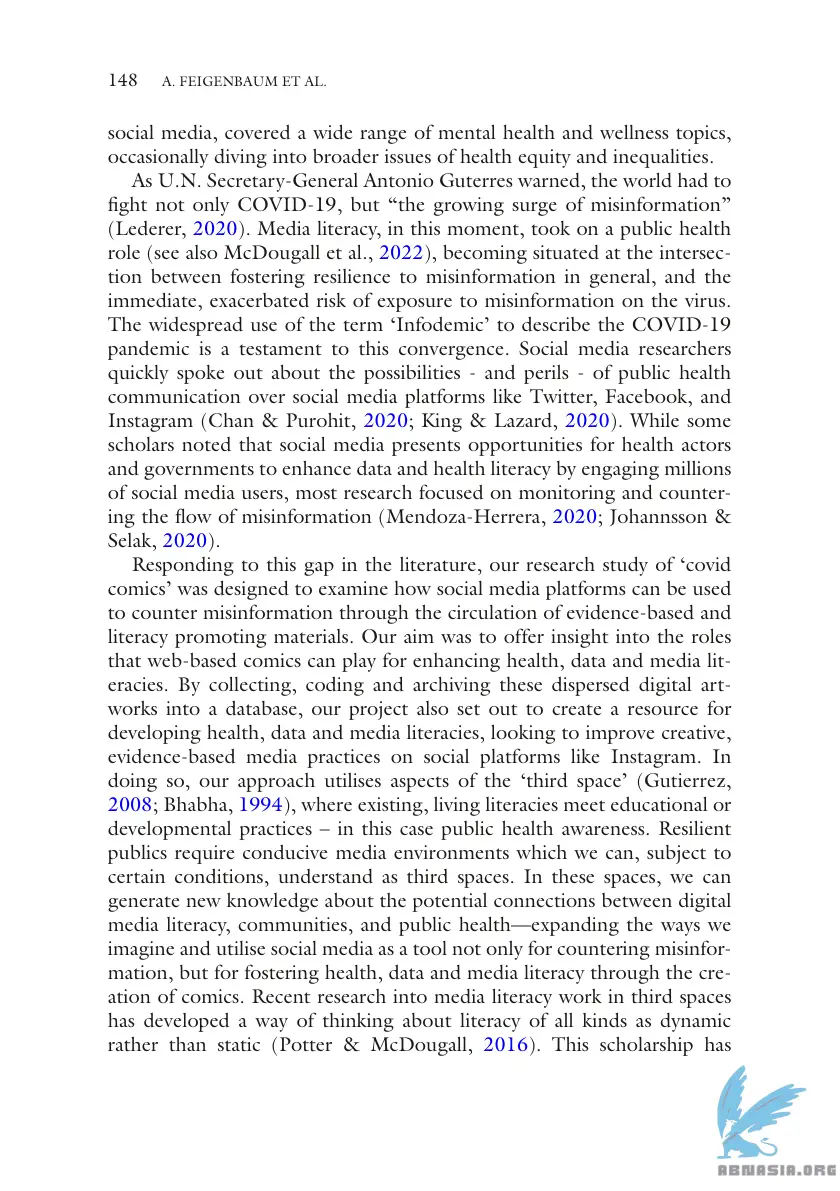 148 A. FEIGENBAUM ET AL.
social media, covered a wide range of mental health and wellness topics,
occasionally diving into broader issues of health equity and inequalities.
As U.N. Secretary-General Antonio Guterres warned, the world had to
fight not only COVID-19, but “the growing surge of misinformation”
(Lederer, 2020). Media literacy, in this moment, took on a public health
role (see also McDougall et al., 2022), becoming situated at the intersec-
tion between fostering resilience to misinformation in general, and the
immediate, exacerbated risk of exposure to misinformation on the virus.
The widespread use of the term ‘Infodemic’ to describe the COVID-19
pandemic is a testament to this convergence. Social media researchers
quickly spoke out about the possibilities - and perils - of public health
communication over social media platforms like Twitter, Facebook, and
Instagram (Chan & Purohit, 2020; King & Lazard, 2020). While some
scholars noted that social media presents opportunities for health actors
and governments to enhance data and health literacy by engaging millions
of social media users, most research focused on monitoring and counter-
ing the flow of misinformation (Mendoza-Herrera, 2020; Johannsson &
Selak, 2020).
Responding to this gap in the literature, our research study of ‘covid
comics’ was designed to examine how social media platforms can be used
to counter misinformation through the circulation of evidence-based and
literacy promoting materials. Our aim was to offer insight into the roles
that web-based comics can play for enhancing health, data and media lit-
eracies. By collecting, coding and archiving these dispersed digital art-
works into a database, our project also set out to create a resource for
developing health, data and media literacies, looking to improve creative,
evidence-based media practices on social platforms like Instagram. In
doing so, our approach utilises aspects of the ‘third space’ (Gutierrez,
2008; Bhabha, 1994), where existing, living literacies meet educational or
developmental practices – in this case public health awareness. Resilient
publics require conducive media environments which we can, subject to
certain conditions, understand as third spaces. In these spaces, we can
generate new knowledge about the potential connections between digital
media literacy, communities, and public health—expanding the ways we
imagine and utilise social media as a tool not only for countering misinfor-
mation, but for fostering health, data and media literacy through the cre-
ation of comics. Recent research into media literacy work in third spaces
has developed a way of thinking about literacy of all kinds as dynamic
rather than static (Potter & McDougall, 2016). This scholarship has
ABNASIA.ORG